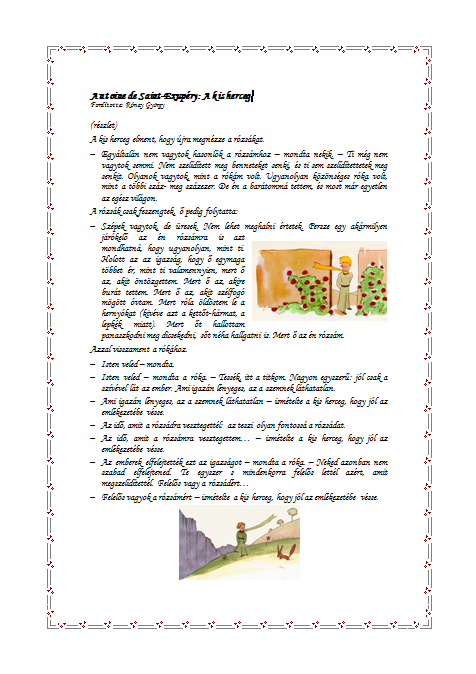 Antoine de Saint-Exupéry: A kis herceg
Fordította: Rónay György
(részlet)
A kis herceg elment, hogy újra megnézze a rózsákat.
– Egyáltalán nem vagytok hasonlók a rózsámhoz – mondta nekik. – Ti még nem
vagytok semmi. Nem szelídített meg benneteket senki, és ti sem szelídítettetek meg
senkit. Olyanok vagytok, mint a rókám volt. Ugyanolyan közönséges róka volt,
mint a többi száz- meg százezer. De én a barátommá tettem, és most már egyetlen
az egész világon.
A rózsák csak feszengtek, ő pedig folytatta:
– Szépek vagytok, de üresek. Nem lehet meghalni értetek. Persze egy akármilyen
járókelő az én rózsámra is azt
mondhatná, hogy ugyanolyan, mint ti.
Holott az az igazság, hogy ő egymaga
többet ér, mint ti valamennyien, mert ő
az, akit öntözgettem. Mert ő az, akire
burát tettem. Mert ő az, akit szélfogó
mögött óvtam. Mert róla öldöstem le a
hernyókat (kivéve azt a kettőt-hármat, a
lepkék miatt). Mert őt hallottam
panaszkodni meg dicsekedni, sőt néha hallgatni is. Mert ő az én rózsám.
Azzal visszament a rókához.
– Isten veled – mondta.
– Isten veled – mondta a róka. – Tessék, itt a titkom. Nagyon egyszerű: jól csak a
szívével lát az ember. Ami igazán lényeges, az a szemnek láthatatlan.
– Ami igazán lényeges, az a szemnek láthatatlan – ismételte a kis herceg, hogy jól az
emlékezetébe vésse.
– Az idő, amit a rózsádra vesztegettél: az teszi olyan fontossá a rózsádat.
– Az idő, amit a rózsámra vesztegettem… – ismételte a kis herceg, hogy jól az
emlékezetébe vésse.
– Az emberek elfelejtették ezt az igazságot – mondta a róka. – Neked azonban nem
szabad elfelejtened. Te egyszer s mindenkorra felelős lettél azért, amit
megszelídítettél. Felelős vagy a rózsádért…
– Felelős vagyok a rózsámért – ismételte a kis herceg, hogy jól az emlékezetébe vésse.